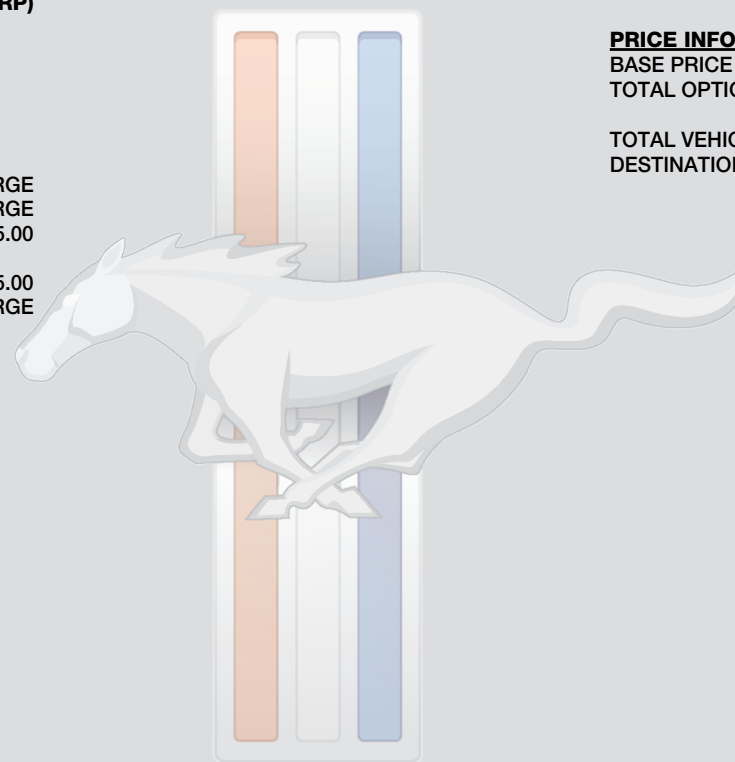 RP)
RGE
RGE
5.00
5.00
RGE
PRICE INFO
BASE PRICE
TOTAL OPTIO
TOTAL VEHIC
DESTINATION